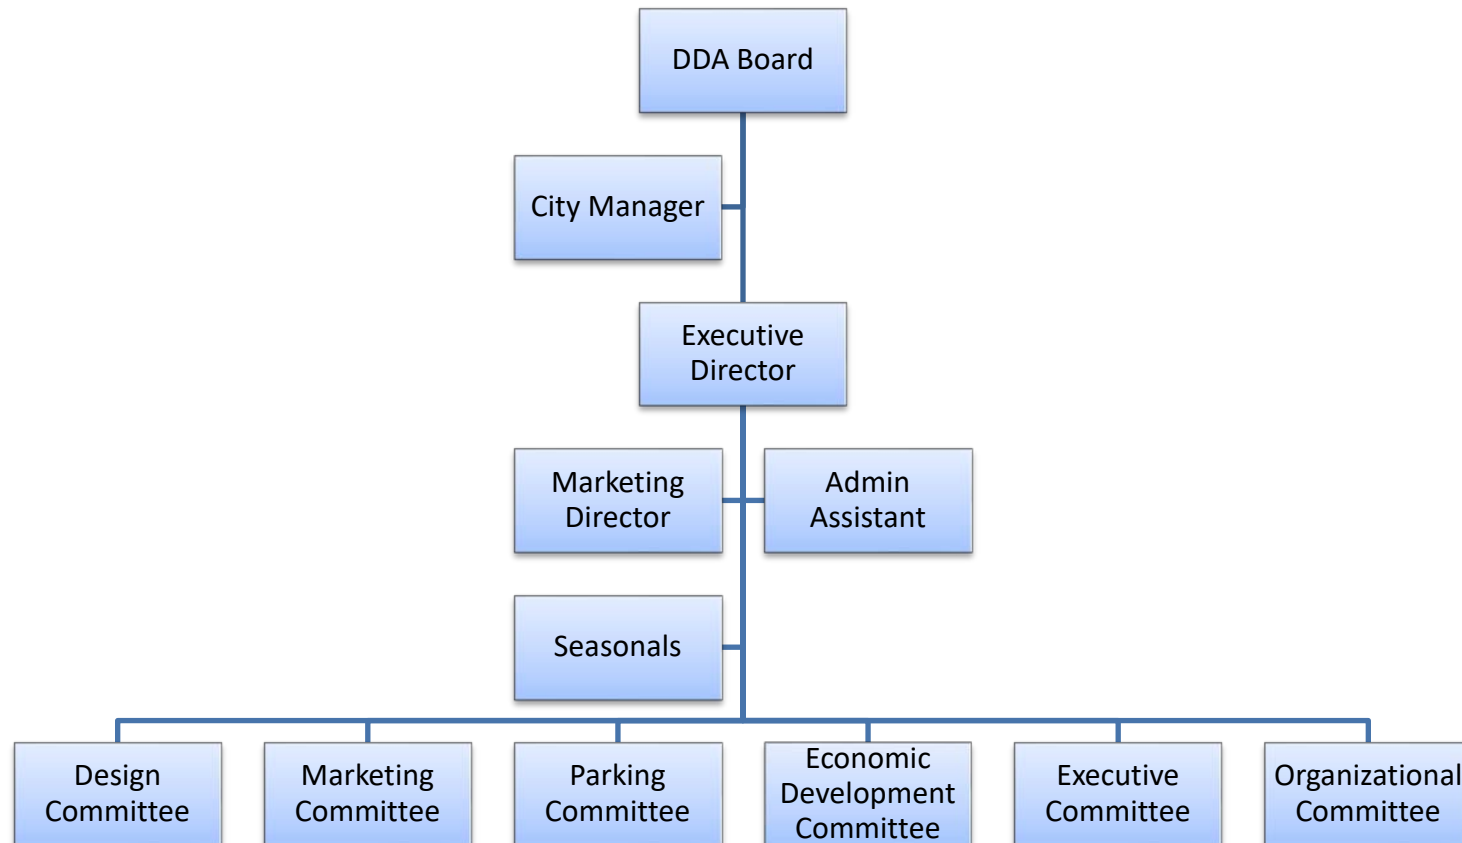 DDA Board
City Manager
Executive
Director
Marketing
Director
Admin
Assistant
Seasonals
Design
Committee
Marketing
Committee
Parking
Committee
Economic
Development
Committee
Executive
Committee
Organizational
Committee